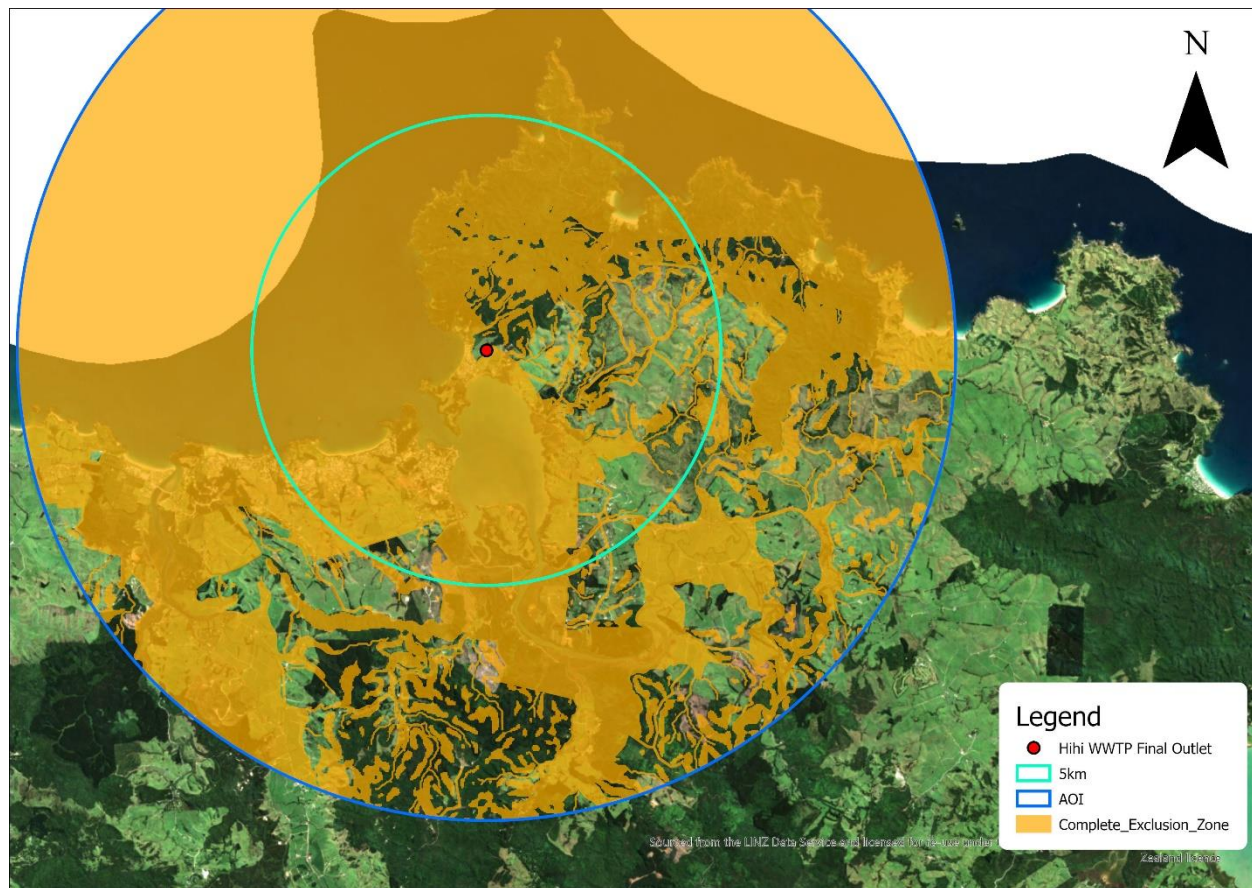 N
Legend
Hihi WWTP Final Outlet
5km
AOI
Complete_Exclusion_Zone
Sourced from the LINZ Data Service and licensed for re-use under
Zealand licence